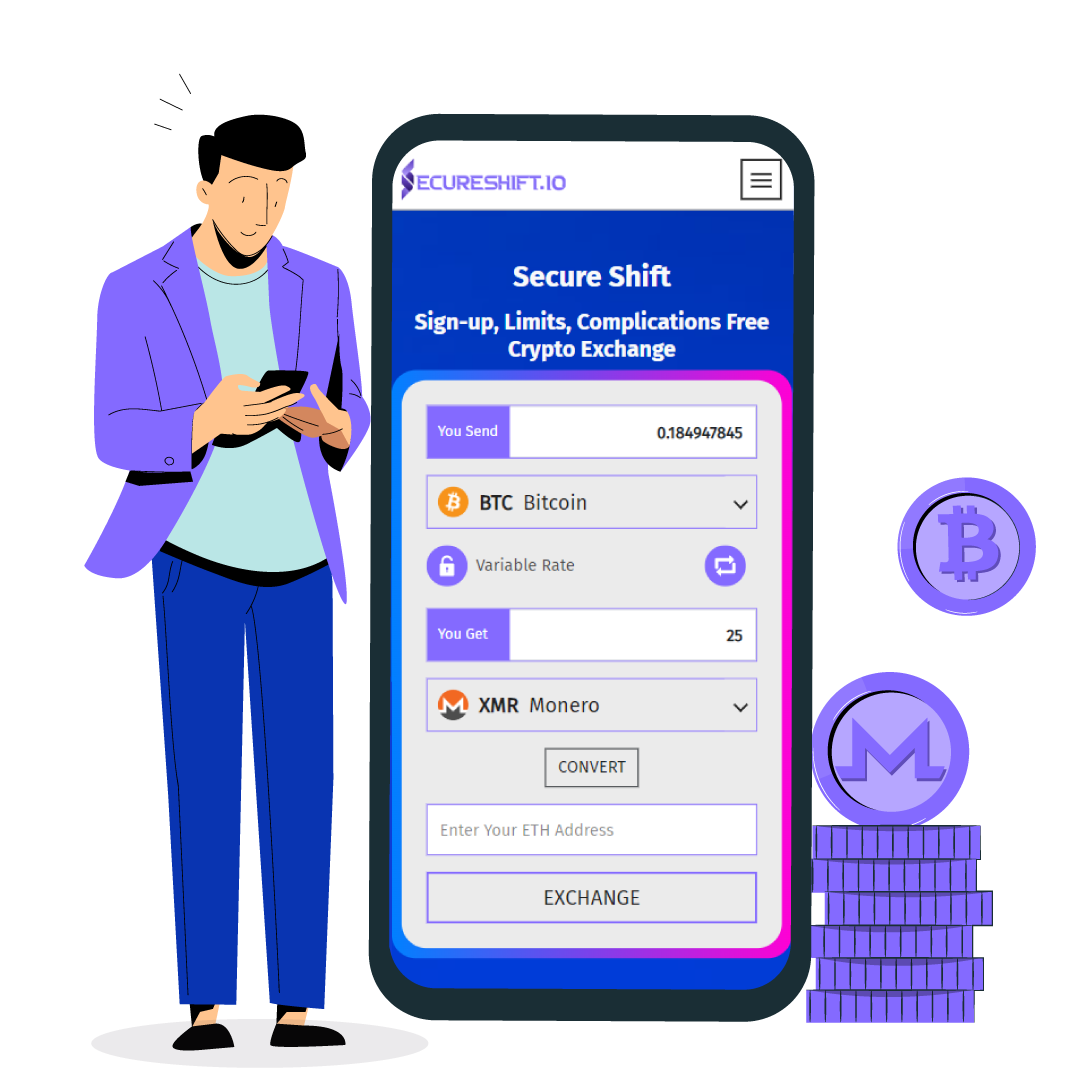 SECURESHIFT.IO
Secure Shift
Sign-up, Limits, Complications Free
Crypto Exchange
You Send 0.184947845
BTC Bitcoin
Variable Rate
You Get 25
XMR Monero
CONVERT
Enter Your ETH Address
EXCHANGE